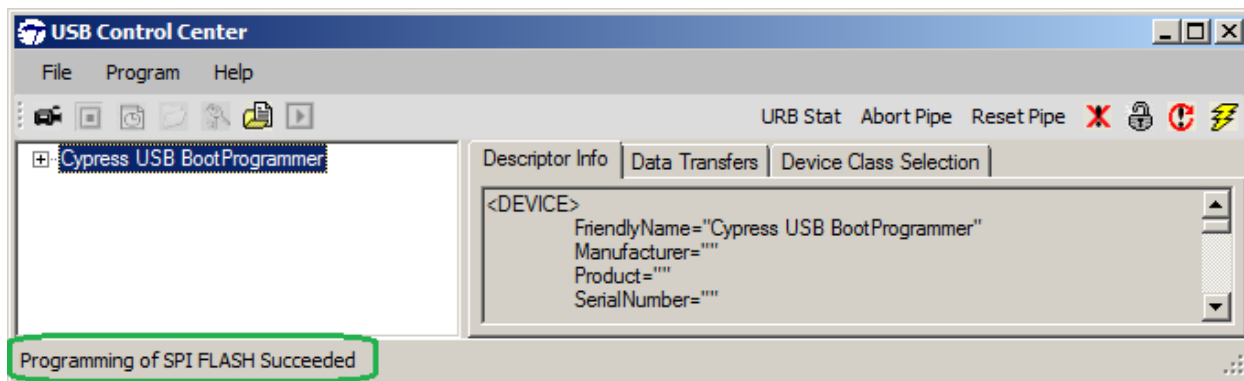 USB Control Center
File Program Help
URB Stat Abort Pipe Reset Pipe
Cypress USB BootProgrammer
Descriptor Info Data Transfers Device Class Selection
<DEVICE>
FriendlyName="Cypress USB BootProgrammer"
Manufacturer=""
Product=""
SerialNumber=""
Programming of SPI FLASH Succeeded